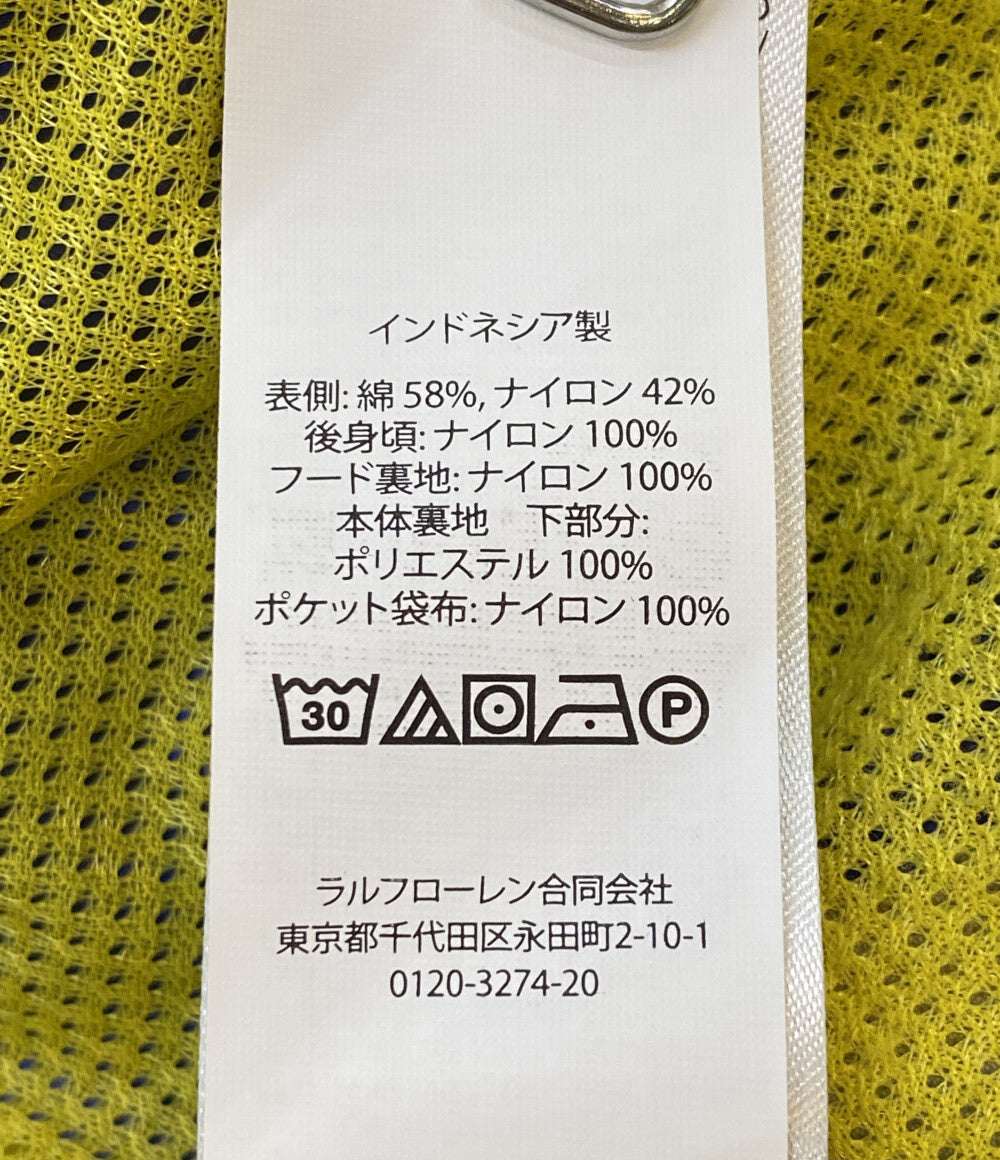 インドネシア製
表側: 綿 58%, ナイロン 42%
後身頃: ナイロン 100%
フード裏地: ナイロン 100%
本体裏地　下部分:
ポリエステル 100%
ポケット袋布: ナイロン 100%
30 P
ラルフローレン合同会社
東京都千代田区永田町2-10-1
0120-3274-20